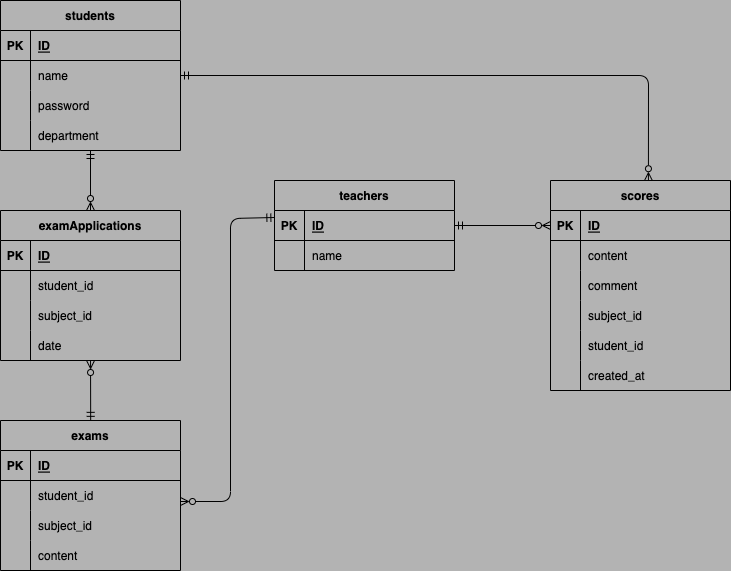 students
PK ID
name
password
department
examApplications
PK ID
student_id
subject_id
date
exams
PK ID
student_id
subject_id
content
teachers
PK ID
name
scores
PK ID
content
comment
subject_id
student_id
created_at